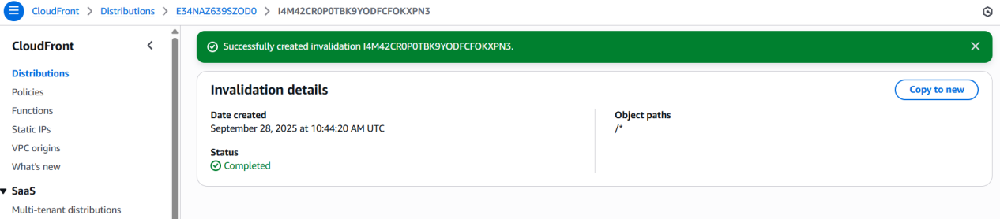 CloudFront > Distributions > E34NAZ639SZOD0 > I4M42CR0P0TBK9YODFCFOKXPN3
CloudFront
Distributions
Policies
Functions
Static IPs
VPC origins
What's new
SaaS
Multi-tenant distributions
Successfully created invalidation I4M42CR0P0TBK9YODFCFOKXPN3.
Invalidation details
Copy to new
Date created
September 28, 2025 at 10:44:20 AM UTC
Status
Completed
Object paths
/*